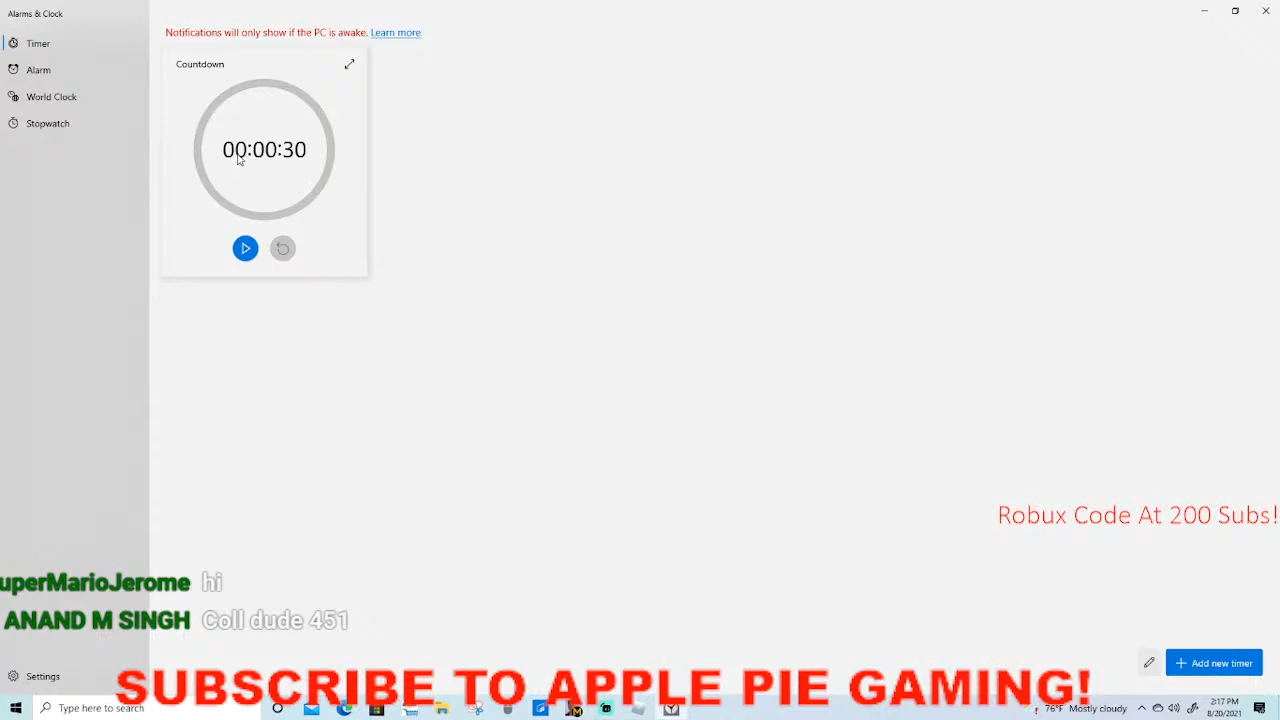 Alarms & Clock
Notifications will only show if the PC is awake. Learn more
Timer
Alarm
World Clock
Stopwatch
Countdown
00:00:30
Robux Code At 200 Subs!
uperMarioJerome hi
ANAND M SINGH Coll dude 451
Settings
Add new timer
SUBSCRIBE TO APPLE PIE GAMING!
Type here to search
76°F Mostly cloudy
2:17 PM
8/20/2021